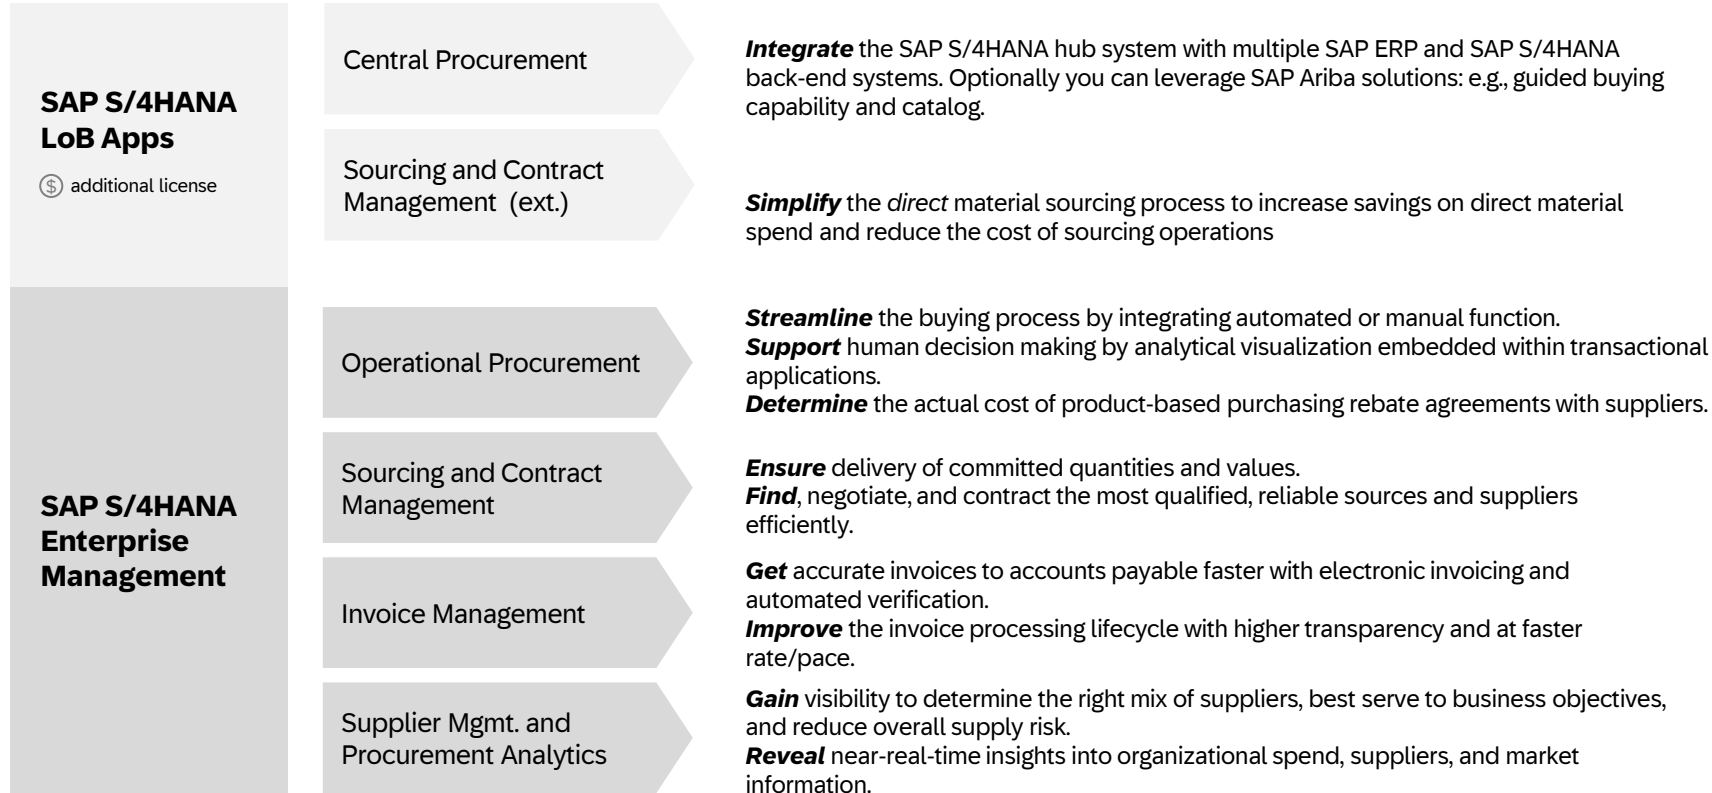 SAP S/4HANA
LoB Apps
$ additional license
Central Procurement
Integrate the SAP S/4HANA hub system with multiple SAP ERP and SAP S/4HANA
back-end systems. Optionally you can leverage SAP Ariba solutions: e.g., guided buying
capability and catalog.
Sourcing and Contract
Management (ext.)
Simplify the direct material sourcing process to increase savings on direct material
spend and reduce the cost of sourcing operations
SAP S/4HANA
Enterprise
Management
Operational Procurement
Streamline the buying process by integrating automated or manual function.
Support human decision making by analytical visualization embedded within transactional
applications.
Determine the actual cost of product-based purchasing rebate agreements with suppliers.
Sourcing and Contract
Management
Ensure delivery of committed quantities and values.
Find, negotiate, and contract the most qualified, reliable sources and suppliers
efficiently.
Invoice Management
Get accurate invoices to accounts payable faster with electronic invoicing and
automated verification.
Improve the invoice processing lifecycle with higher transparency and at faster
rate/pace.
Supplier Mgmt. and
Procurement Analytics
Gain visibility to determine the right mix of suppliers, best serve to business objectives,
and reduce overall supply risk.
Reveal near-real-time insights into organizational spend, suppliers, and market
information.